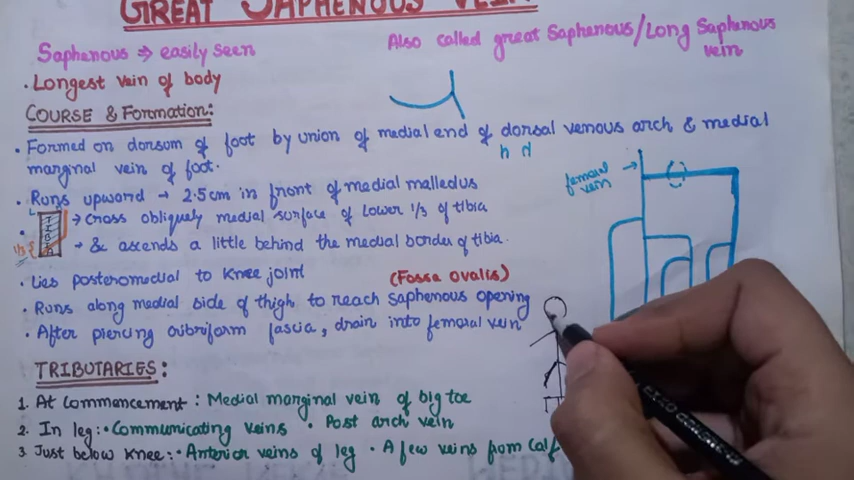 GREAT SAPHENOUS VEIN
Saphenous ⇒ easily seen
Also called great Saphenous/Long Saphenous vein
• Longest vein of body
COURSE & FORMATION:
• Formed on dorsum of foot by union of medial end of dorsal venous arch & medial
marginal vein of foot.
• Runs upward → 2.5cm in front of medial malleolus
→ Cross obliquely medial surface of Lower 1/3 of tibia
→ & ascends a little behind the medial border of tibia.
TIBIA
1/3
femoral vein →
• Lies posteromedial to Knee joint
(Fossa ovalis)
• Runs along medial side of thigh to reach saphenous opening
• After piercing cribriform fascia, drain into femoral vein
TRIBUTARIES:
1. At Commencement: Medial marginal vein of big toe
2. In leg: • Communicating veins • Post arch vein
3. Just below Knee: • Anterior veins of leg • A few veins from calf